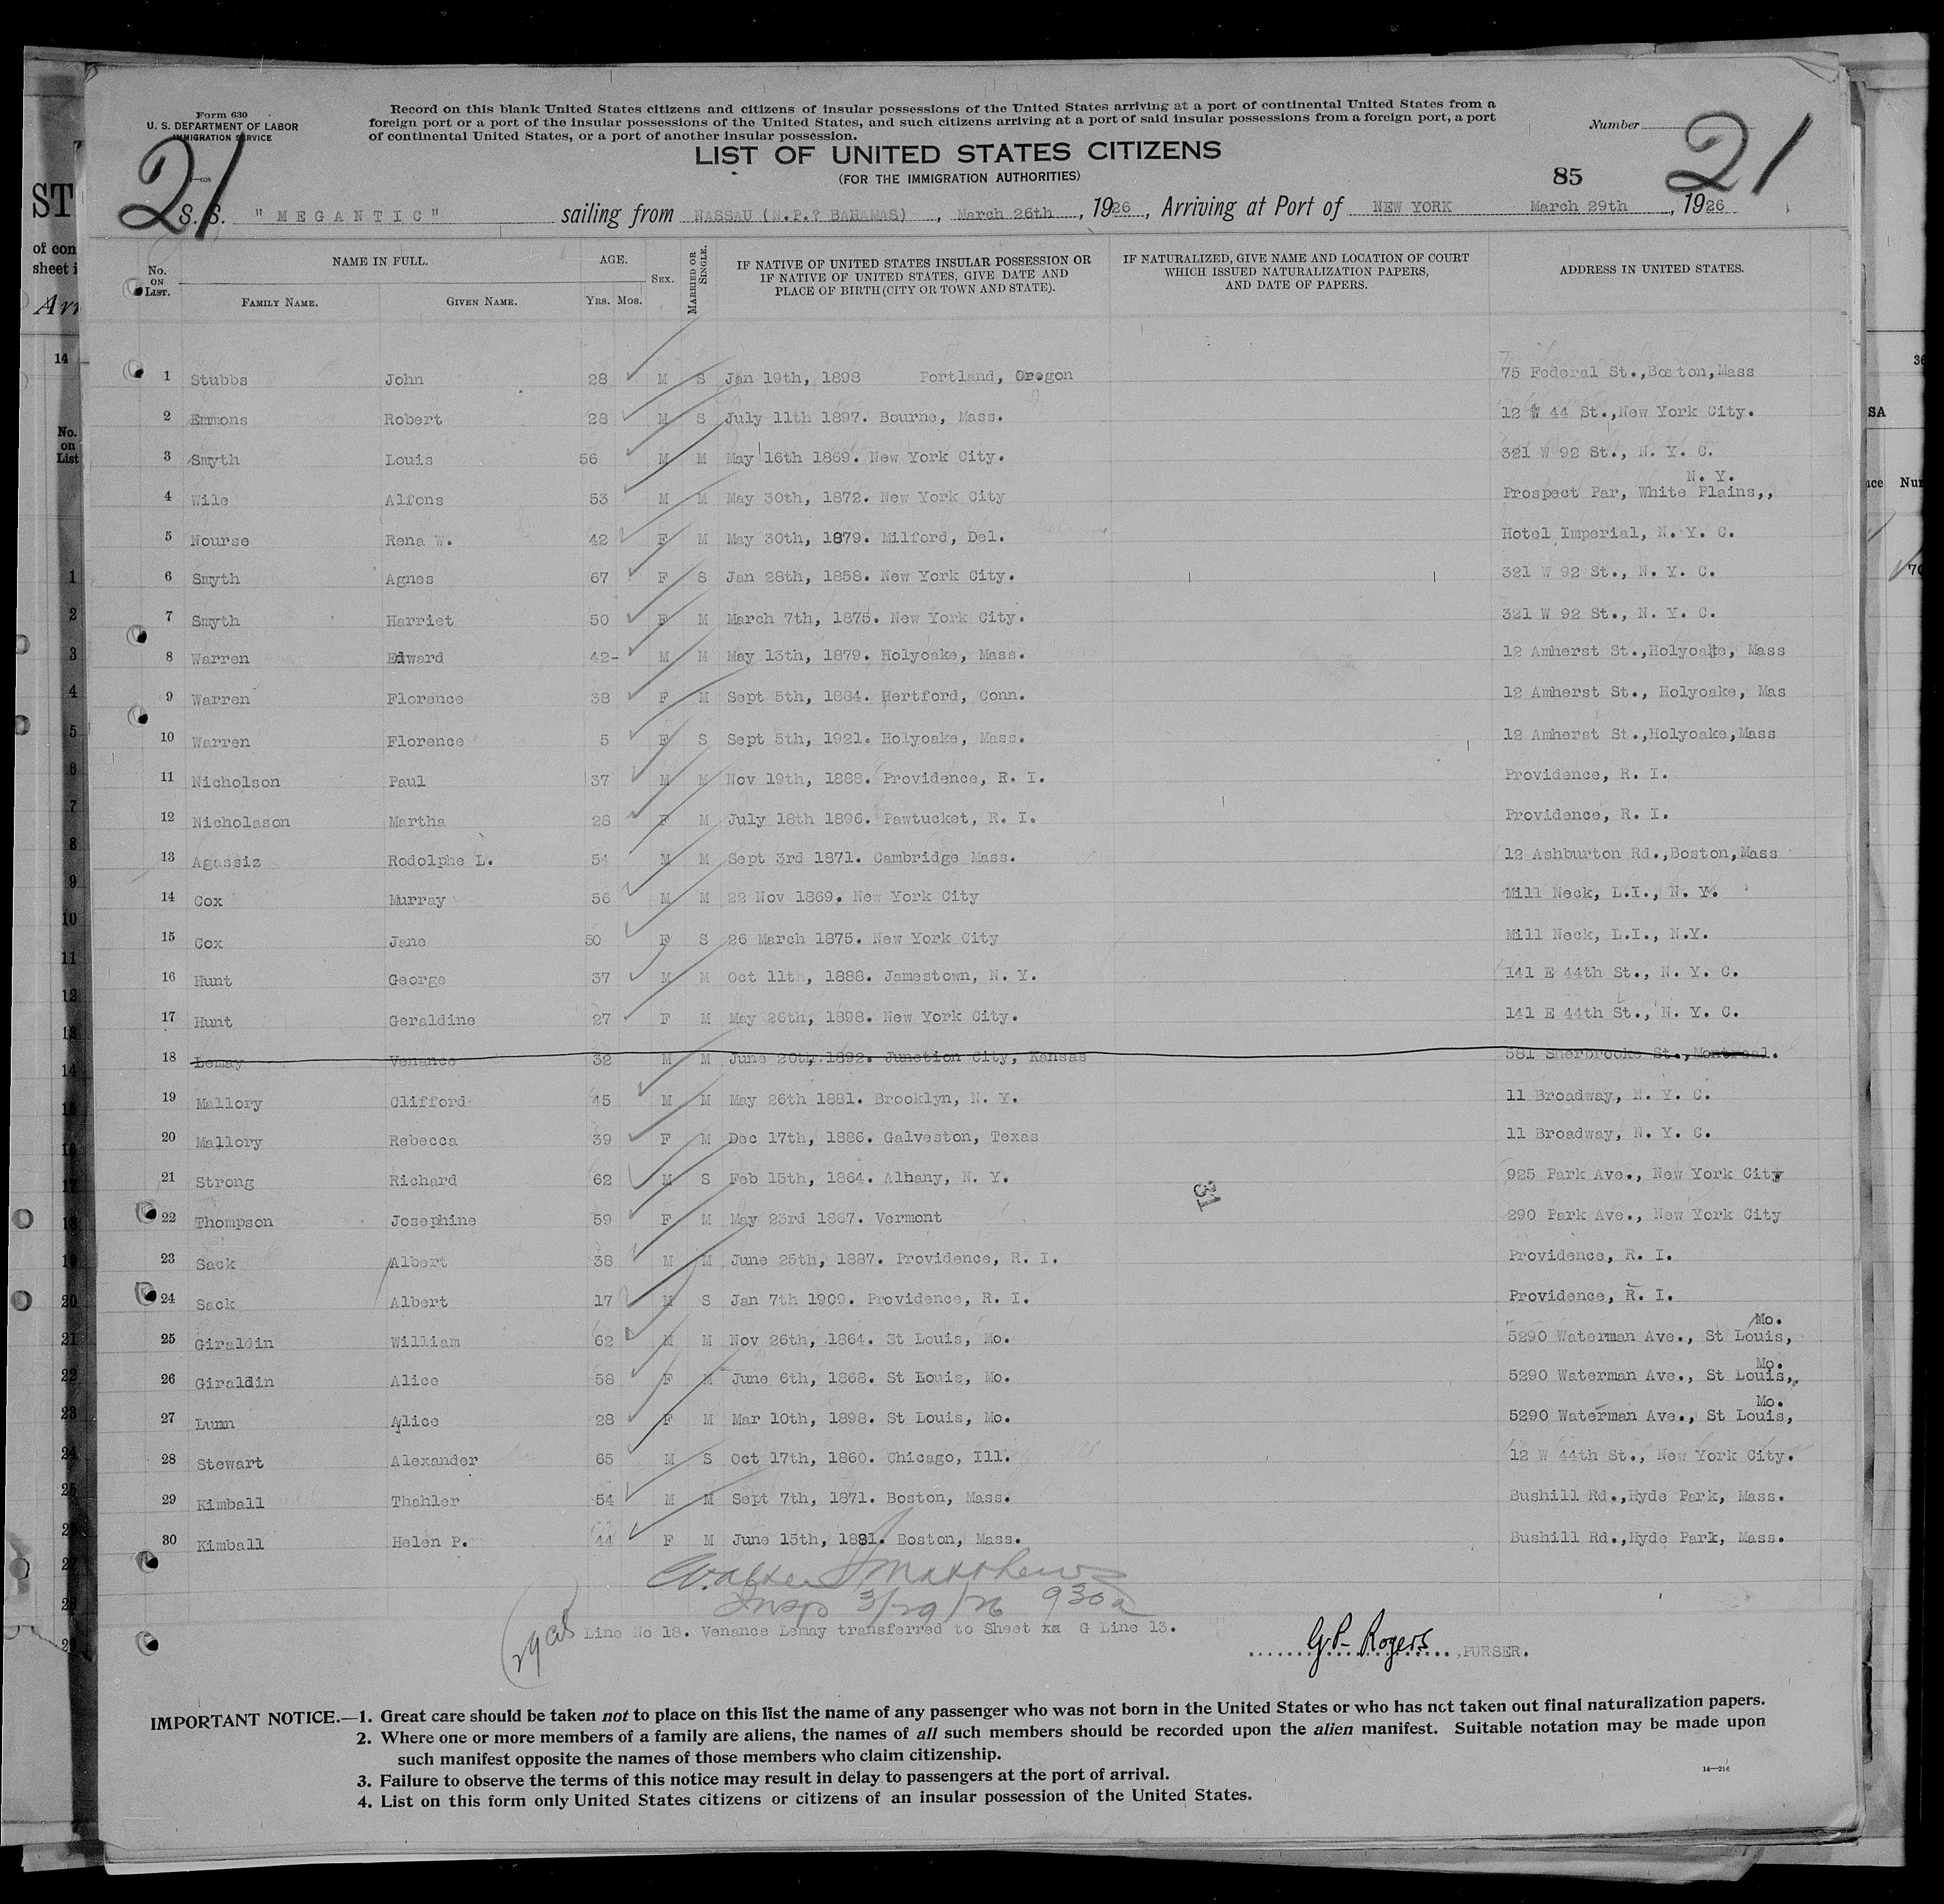 Form 630
U. S. DEPARTMENT OF LABOR
IMMIGRATION SERVICE
Record on this blank United States citizens and citizens of insular possessions of the United States arriving at a port of continental United States from a
foreign port or a port of the insular possessions of the United States, and such citizens arriving at a port of said insular possessions from a foreign port, a port
of continental United States, or a port of another insular possession.
Number
21
21
LIST OF UNITED STATES CITIZENS
(FOR THE IMMIGRATION AUTHORITIES)
85
S. S. "MEGANTIC" sailing from NASSAU (N.P.? BAHAMAS), March 26th, 1926, Arriving at Port of NEW YORK March 29th, 1926
No. ON LIST. NAME IN FULL. FAMILY NAME. GIVEN NAME. AGE. Yrs. Mos. SEX. MARRIED OR SINGLE. IF NATIVE OF UNITED STATES INSULAR POSSESSION OR IF NATIVE OF UNITED STATES, GIVE DATE AND PLACE OF BIRTH (CITY OR TOWN AND STATE). IF NATURALIZED, GIVE NAME AND LOCATION OF COURT WHICH ISSUED NATURALIZATION PAPERS, AND DATE OF PAPERS. ADDRESS IN UNITED STATES.
1 Stubbs John 28 M S Jan 19th, 1898 Portland, Oregon 75 Federal St.,Boston,Mass
2 Emmons Robert 28 M S July 11th 1897. Bourne, Mass. 12 W 44 St.,New York City.
3 Smyth Louis 56 M M May 16th 1869. New York City. 321 W 92 St., N. Y. C.
4 Wile Alfons 53 M M May 30th, 1872. New York City Prospect Par, White Plains,, N. Y.
5 Nourse Rena W. 42 F M May 30th, 1879. Milford, Del. Hotel Imperial, N. Y. C.
6 Smyth Agnes 67 F S Jan 28th, 1858. New York City. 321 W 92 St., N. Y. C.
7 Smyth Harriet 50 F M March 7th, 1875. New York City. 321 W 92 St., N. Y. C.
8 Warren Edward 42- M M May 13th, 1879. Holyoake, Mass. 12 Amherst St.,Holyoake, Mass
9 Warren Florence 38 F M Sept 5th, 1884. Hertford, Conn. 12 Amherst St., Holyoake, Mas
10 Warren Florence 5 F S Sept 5th, 1921. Holyoake, Mass. 12 Amherst St.,Holyoake,Mass
11 Nicholson Paul 37 M M Nov 19th, 1888. Providence, R. I. Providence, R. I.
12 Nicholason Martha 28 F M July 18th 1896. Pawtucket, R. I. Providence, R. I.
13 Agassiz Rodolphe L. 54 M M Sept 3rd 1871. Cambridge Mass. 12 Ashburton Rd.,Boston,Mass
14 Cox Murray 56 M M 22 Nov 1869. New York City Mill Neck, L.I., N. Y.
15 Cox Jane 50 F S 26 March 1875. New York City Mill Neck, L.I., N.Y.
16 Hunt George 37 M M Oct 11th, 1888. Jamestown, N. Y. 141 E 44th St., N. Y. C.
17 Hunt Geraldine 27 F M May 26th, 1898. New York City. 141 E 44th St., N. Y. C.
18 Lemay Venance 32 M M June 20th, 1892. Junction City, Kansas 581 Sherbrooke St.,Montreal.
19 Mallory Clifford 45 M M May 26th 1881. Brooklyn, N. Y. 11 Broadway, N. Y. C.
20 Mallory Rebecca 39 F M Dec 17th, 1886. Galveston, Texas 11 Broadway, N. Y. C.
21 Strong Richard 62 M S Feb 15th, 1864. Albany, N. Y. 925 Park Ave., New York City
22 Thompson Josephine 59 F M May 23rd 1867. Vermont 290 Park Ave., New York City
31
23 Sack Albert 38 M M June 25th, 1887. Providence, R. I. Providence, R. I.
24 Sack Albert 17 M S Jan 7th 1909. Providence, R. I. Providence, R. I.
25 Giraldin William 62 M M Nov 26th, 1864. St Louis, Mo. 5290 Waterman Ave., St Louis, Mo.
26 Giraldin Alice 58 F M June 6th, 1868. St Louis, Mo. 5290 Waterman Ave., St Louis,. Mo.
27 Lunn Alice 28 F M Mar 10th, 1898. St Louis, Mo. 5290 Waterman Ave., St Louis, Mo.
28 Stewart Alexander 65 M S Oct 17th, 1860. Chicago, Ill. 12 W 44th St., New York City.
29 Kimball Thahler 54 M M Sept 7th, 1871. Boston, Mass. Bushill Rd.,Hyde Park, Mass.
30 Kimball Helen P. 44 F M June 15th, 1881. Boston, Mass. Bushill Rd.,Hyde Park, Mass.
Walter J Matthews
Insp 3/29/26 930a
Line No 18. Venance Lemay transferred to Sheet xx G Line 13.
G.P. Rogers, PURSER.
IMPORTANT NOTICE.—1. Great care should be taken not to place on this list the name of any passenger who was not born in the United States or who has not taken out final naturalization papers.
2. Where one or more members of a family are aliens, the names of all such members should be recorded upon the alien manifest. Suitable notation may be made upon
such manifest opposite the names of those members who claim citizenship.
3. Failure to observe the terms of this notice may result in delay to passengers at the port of arrival.
4. List on this form only United States citizens or citizens of an insular possession of the United States.
14—216